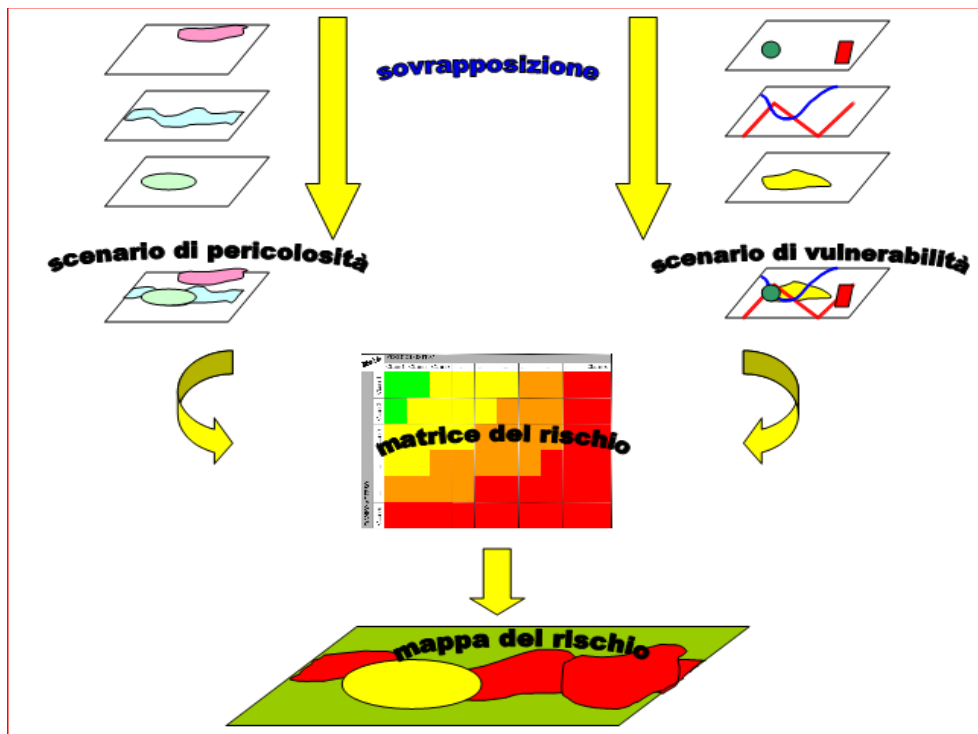 sovrapposizione
scenario di pericolosità
scenario di vulnerabilità
matrice del rischio
mappa del rischio